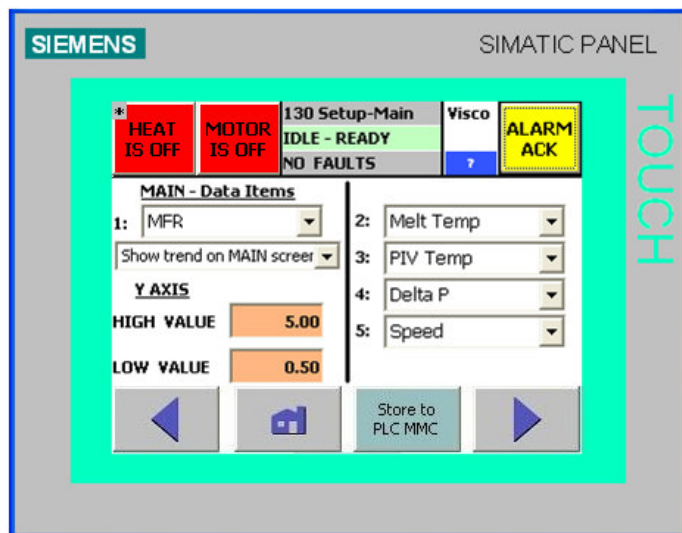 SIEMENS
SIMATIC PANEL
TOUCH
*
HEAT
IS OFF
MOTOR
IS OFF
130 Setup-Main
IDLE - READY
NO FAULTS
Visco
?
ALARM
ACK
MAIN - Data Items
1: MFR
Show trend on MAIN screer
Y AXIS
HIGH VALUE 5.00
LOW VALUE 0.50
2: Melt Temp
3: PIV Temp
4: Delta P
5: Speed
Store to
PLC MMC